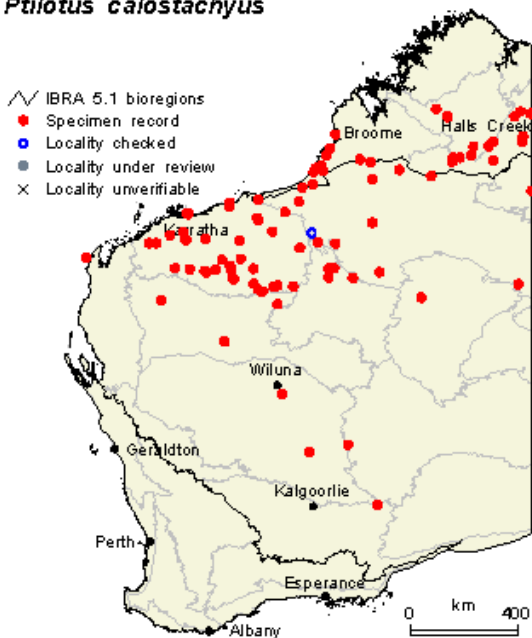 Ptilotus calostachyus
IBRA 5.1 bioregions
Specimen record
Locality checked
Locality under review
Locality unverifiable
Broome
Halls Creek
Karratha
Wiluna
Geraldton
Kalgoorlie
Perth
Esperance
Albany
km
0 400